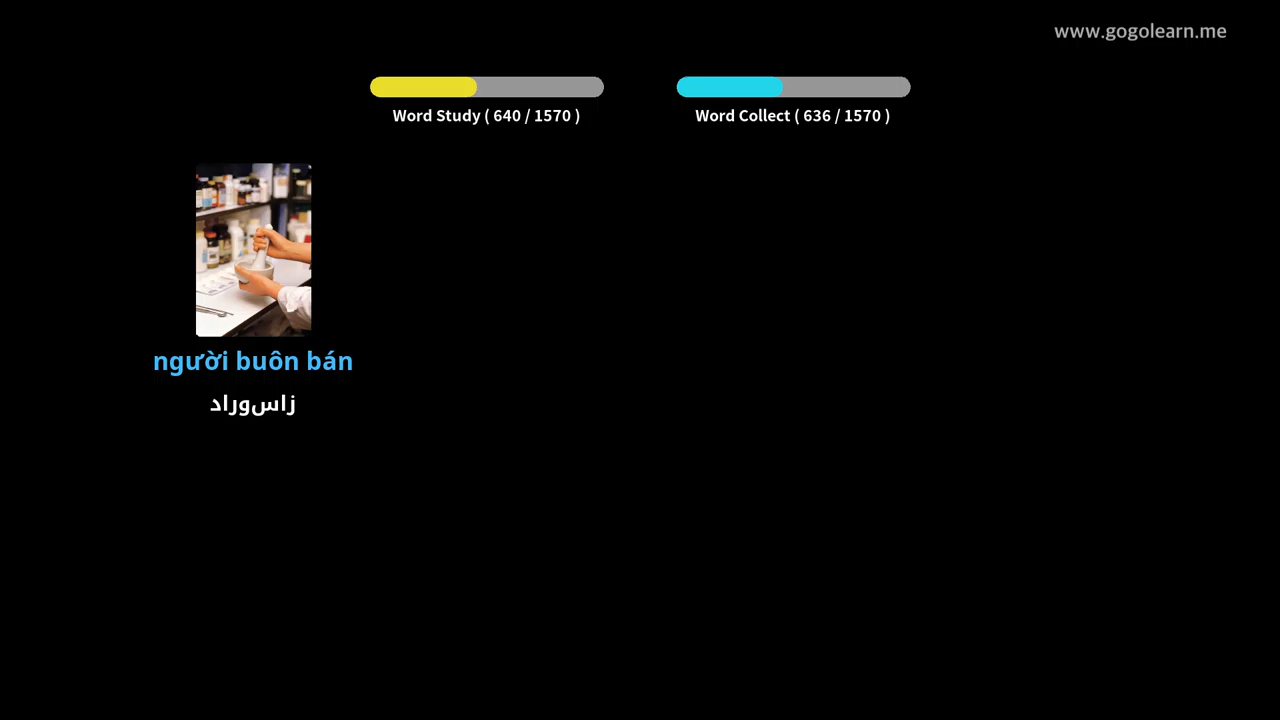 www.gogolearn.me
Word Study ( 640 / 1570 )
Word Collect ( 636 / 1570 )
người buôn bán
زاسوراد